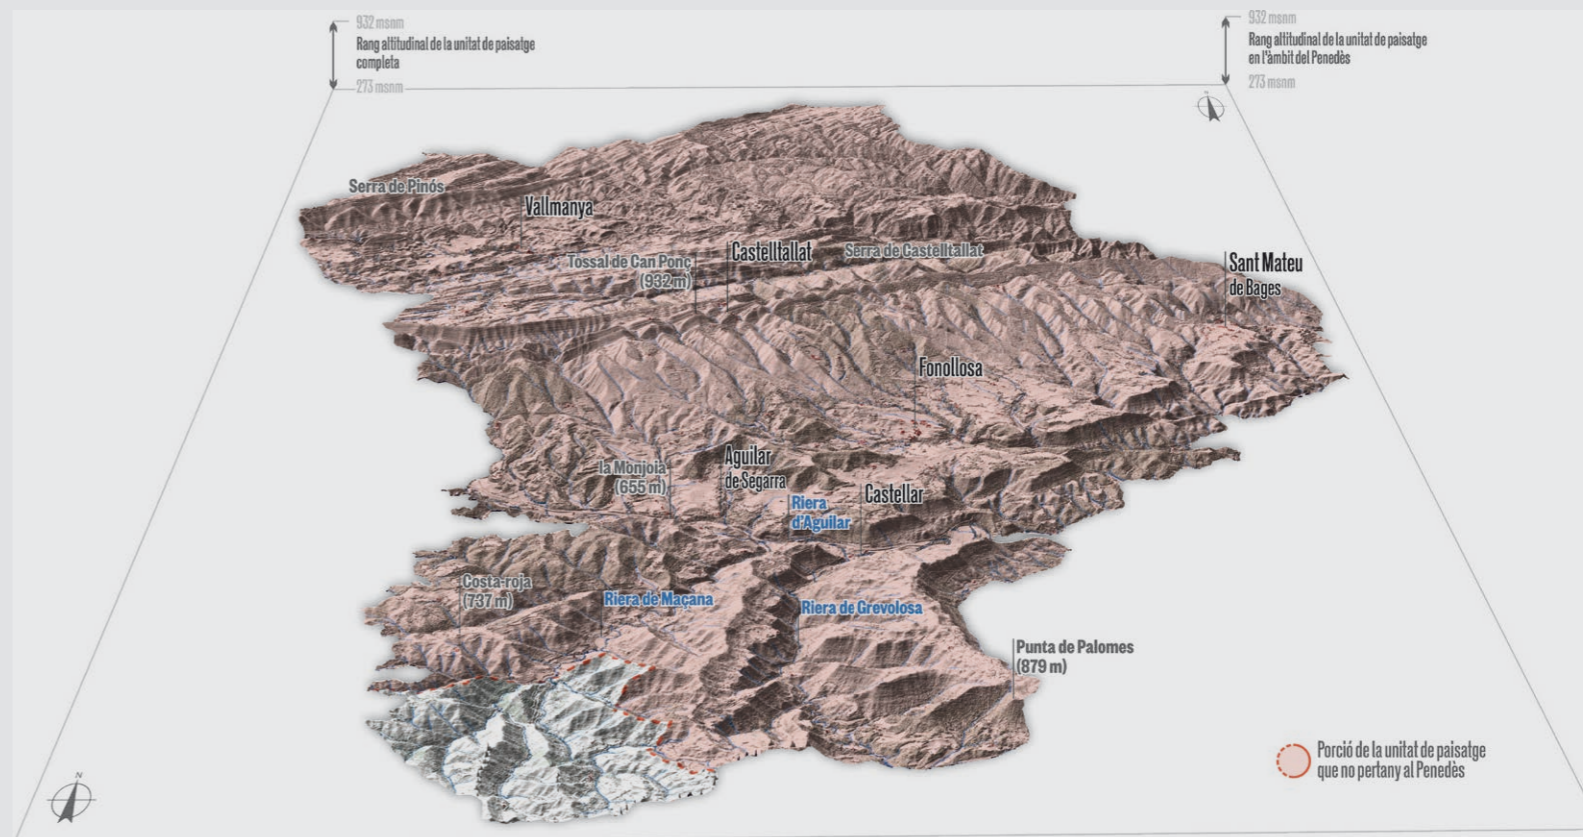 932 msnm
Rang altitudinal de la unitat de paisatge
completa
273 msnm
932 msnm
Rang altitudinal de la unitat de paisatge
en l'àmbit del Penedès
273 msnm
N
Serra de Pinós
Vallmanya
Tossal de Can Ponç
(932 m)
Castelltallat
Serra de Castelltallat
Sant Mateu
de Bages
Fonollosa
la Monjoia
(655 m)
Aguilar
de Segarra
Castellar
Riera
d'Aguilar
Costa-roja
(737 m)
Riera de Maçana
Riera de Grevolosa
Punta de Palomes
(879 m)
Porció de la unitat de paisatge
que no pertany al Penedès
N